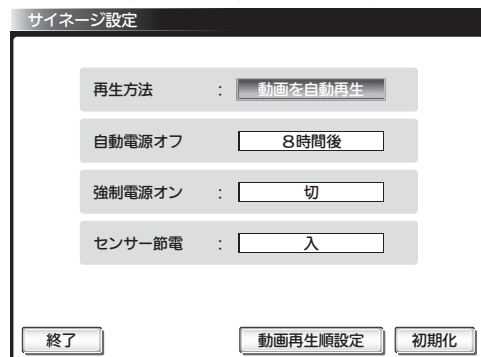 サイネージ設定
再生方法 : 動画を自動再生
自動電源オフ 8時間後
強制電源オン : 切
センサー節電 : 入
終了 動画再生順設定 初期化